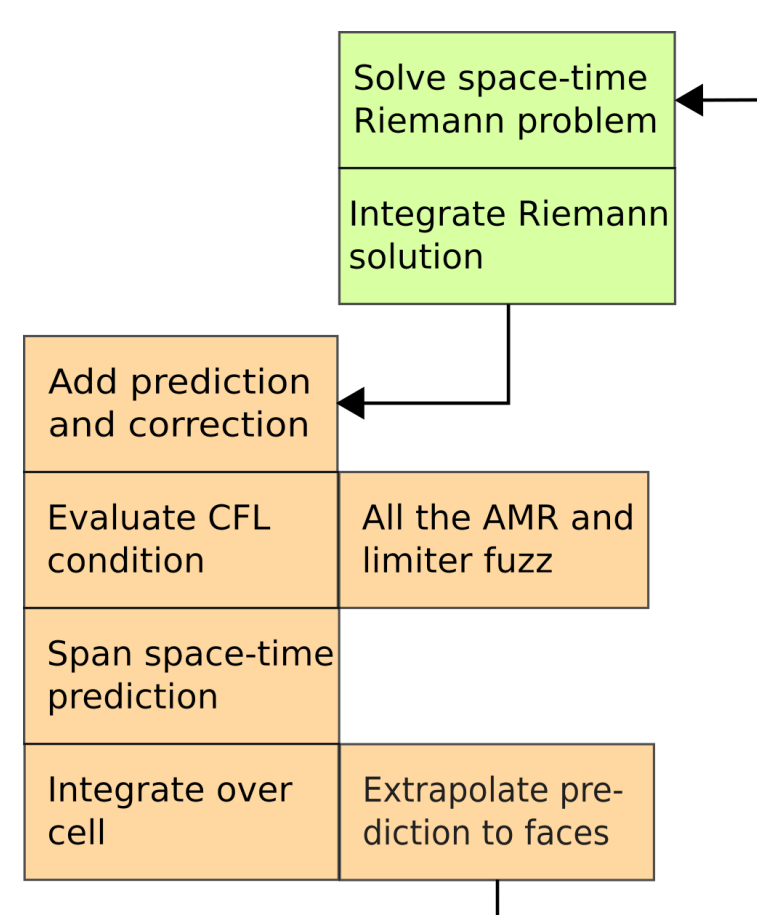 Solve space-time
Riemann problem
Integrate Riemann
solution
Add prediction
and correction
Evaluate CFL
condition
All the AMR and
limiter fuzz
Span space-time
prediction
Integrate over
cell
Extrapolate pre-
diction to faces